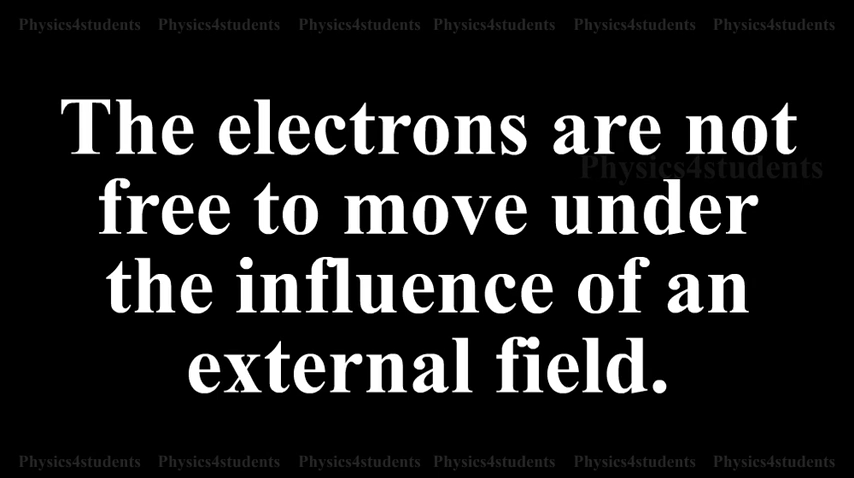 Physics4students Physics4students Physics4students Physics4students Physics4students Physics4students
The electrons are not
Physics4students
free to move under
the influence of an
external field.
Physics4students Physics4students Physics4students Physics4students Physics4students Physics4students